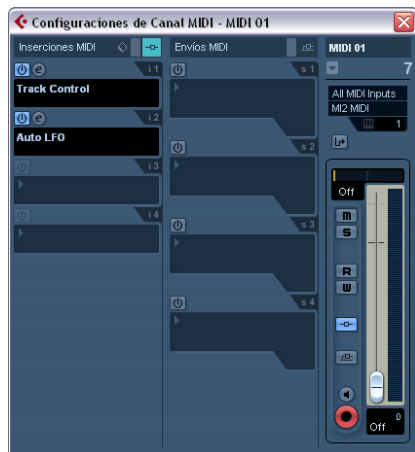 Configuraciones de Canal MIDI - MIDI 01
Inserciones MIDI
i 1
Track Control
i 2
Auto LFO
i 3
i 4
Envíos MIDI
s 1
s 2
s 3
s 4
MIDI 01
7
All MIDI Inputs
MI2 MIDI
1
Off
M
S
R
W
0
Off